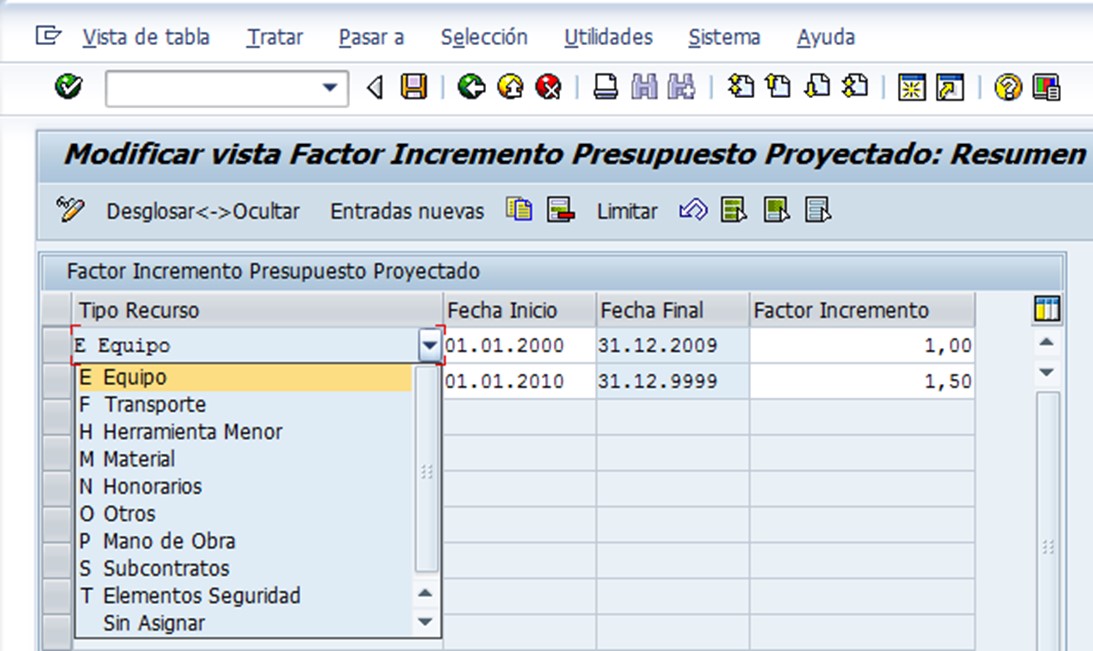 Vista de tabla Tratar Pasar a Selección Utilidades Sistema Ayuda
Modificar vista Factor Incremento Presupuesto Proyectado: Resumen
Desglosar<->Ocultar Entradas nuevas Limitar
Factor Incremento Presupuesto Proyectado
Tipo Recurso Fecha Inicio Fecha Final Factor Incremento
E Equipo 01.01.2000 31.12.2009 1,00
E Equipo 01.01.2010 31.12.9999 1,50
F Transporte
H Herramienta Menor
M Material
N Honorarios
O Otros
P Mano de Obra
S Subcontratos
T Elementos Seguridad
Sin Asignar